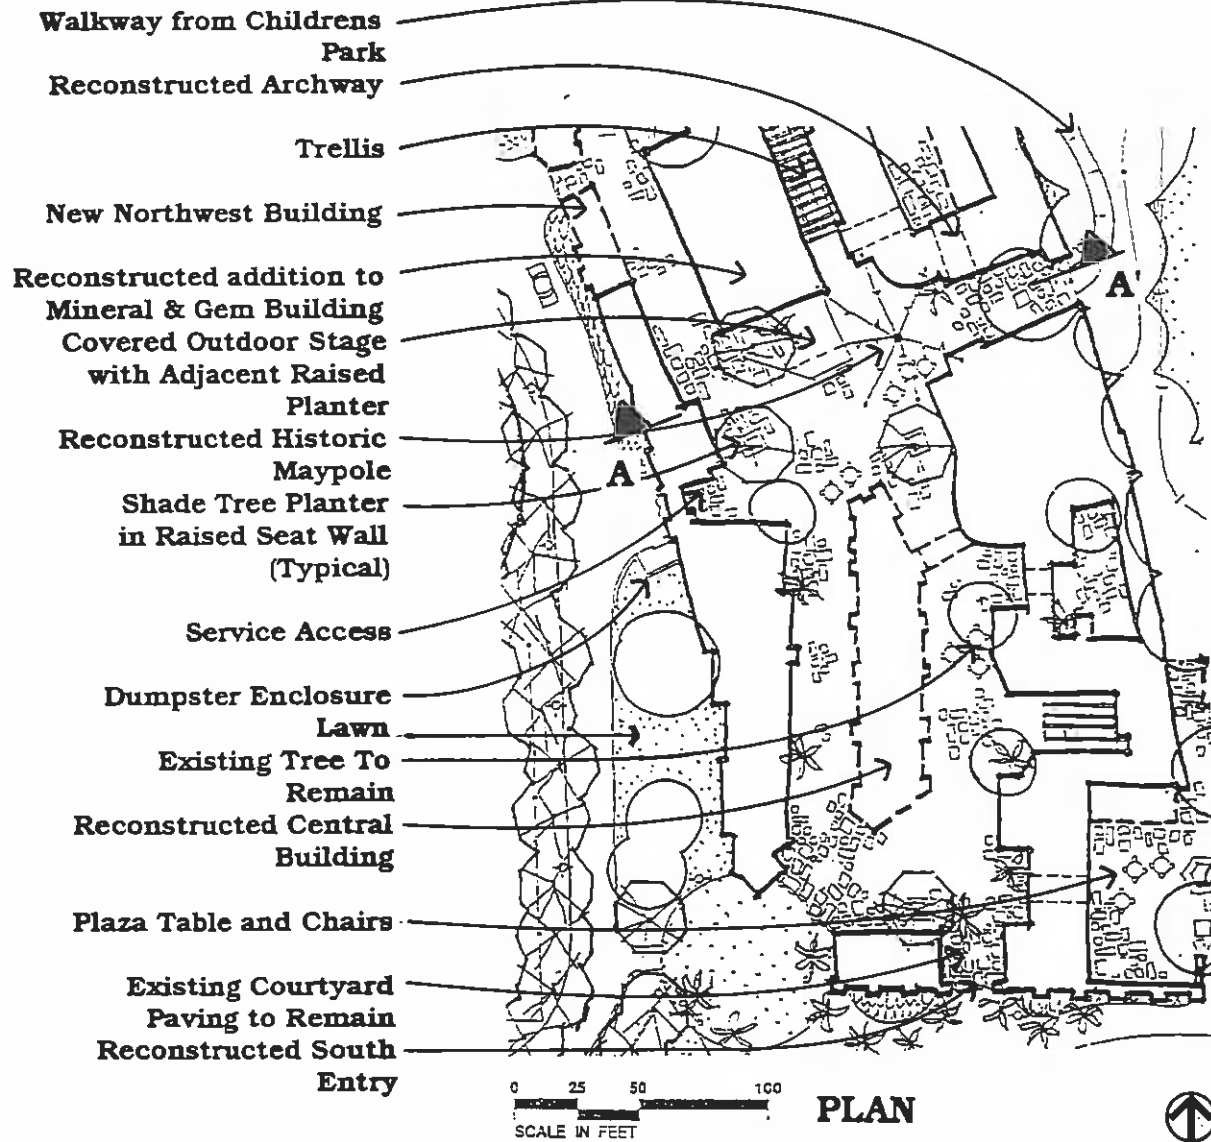 Walkway from Childrens
Park
Reconstructed Archway
Trellis
New Northwest Building
Reconstructed addition to
Mineral & Gem Building
Covered Outdoor Stage
with Adjacent Raised
Planter
Reconstructed Historic
Maypole
Shade Tree Planter
in Raised Seat Wall
(Typical)
Service Access
Dumpster Enclosure
Lawn
Existing Tree To
Remain
Reconstructed Central
Building
Plaza Table and Chairs
Existing Courtyard
Paving to Remain
Reconstructed South
Entry
A'
A
0 25 50 100
SCALE IN FEET
PLAN